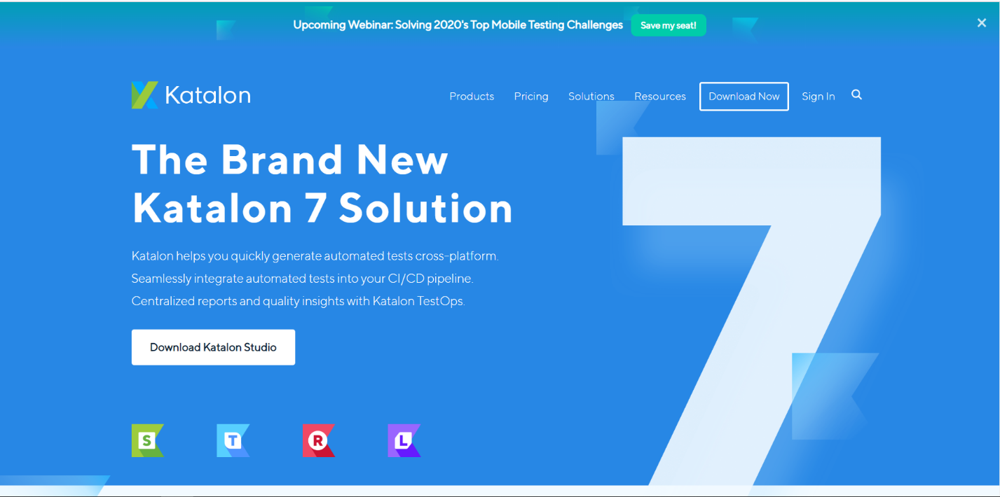 Upcoming Webinar: Solving 2020's Top Mobile Testing Challenges
Save my seat!
Katalon
Products
Pricing
Solutions
Resources
Download Now
Sign In
The Brand New
Katalon 7 Solution
Katalon helps you quickly generate automated tests cross-platform.
Seamlessly integrate automated tests into your CI/CD pipeline.
Centralized reports and quality insights with Katalon TestOps.
Download Katalon Studio
S
T
R
L
7